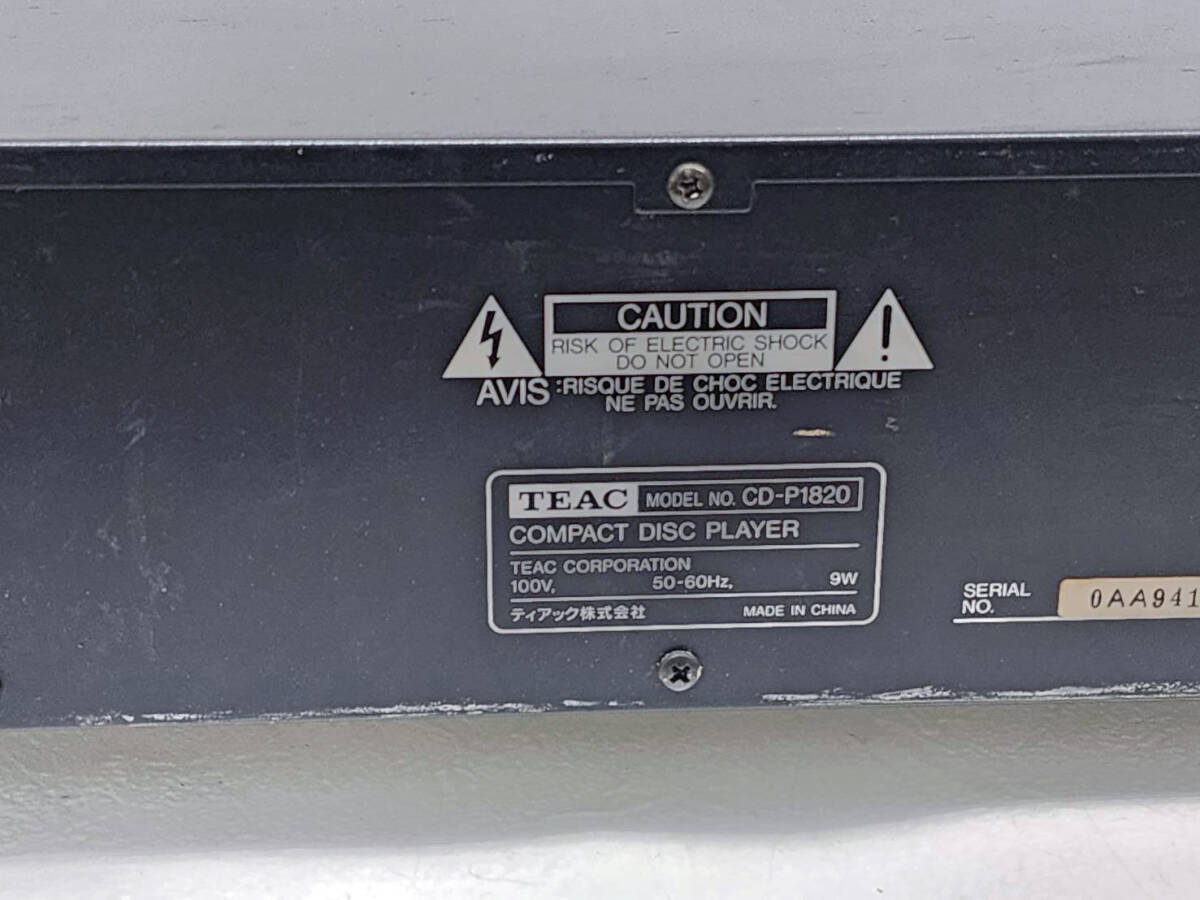 CAUTION
RISK OF ELECTRIC SHOCK
DO NOT OPEN
AVIS :RISQUE DE CHOC ELECTRIQUE
NE PAS OUVRIR.
TEAC MODEL NO. CD-P1820
COMPACT DISC PLAYER
TEAC CORPORATION
100V, 50-60Hz, 9W
ティアック株式会社 MADE IN CHINA
SERIAL
NO. 0AA941